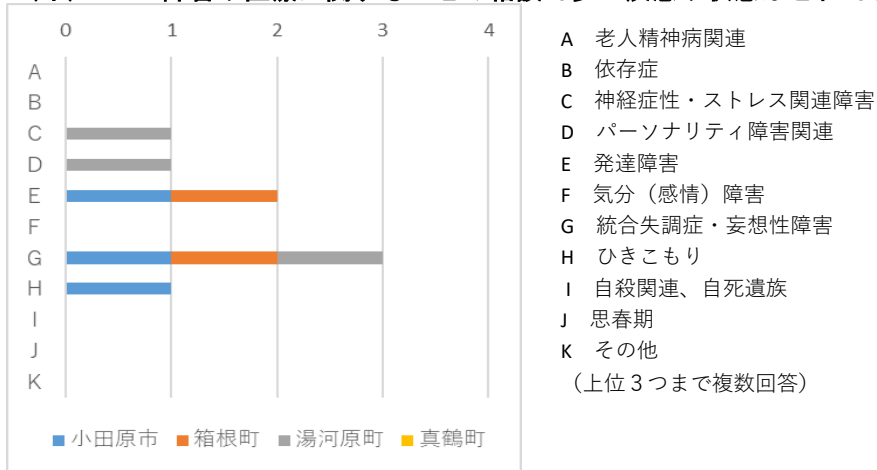 0 1 2 3 4
A
B
C
D
E
F
G
H
I
J
K
小田原市 箱根町 湯河原町 真鶴町
A 老人精神病関連
B 依存症
C 神経症性・ストレス関連障害
D パーソナリティ障害関連
E 発達障害
F 気分（感情）障害
G 統合失調症・妄想性障害
H ひきこもり
I 自殺関連、自死遺族
J 思春期
K その他
（上位３つまで複数回答）